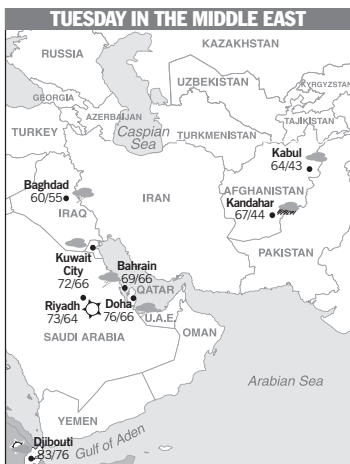 TUESDAY IN THE MIDDLE EAST
KAZAKHSTAN
RUSSIA
UZBEKISTAN
KYRGYZSTAN
GEORGIA
AZERBAIJAN
TAJIKISTAN
TURKEY
Caspian
Sea
TURKMENISTAN
Kabul
64/43
Baghdad
60/55
IRAQ
IRAN
AFGHANISTAN
Kandahar
67/44
PAKISTAN
Kuwait
City
72/66
Bahrain
69/66
QATAR
Riyadh
73/64
Doha
76/66
U.A.E.
SAUDI ARABIA
OMAN
Arabian Sea
YEMEN
Djibouti
83/76
Gulf of Aden